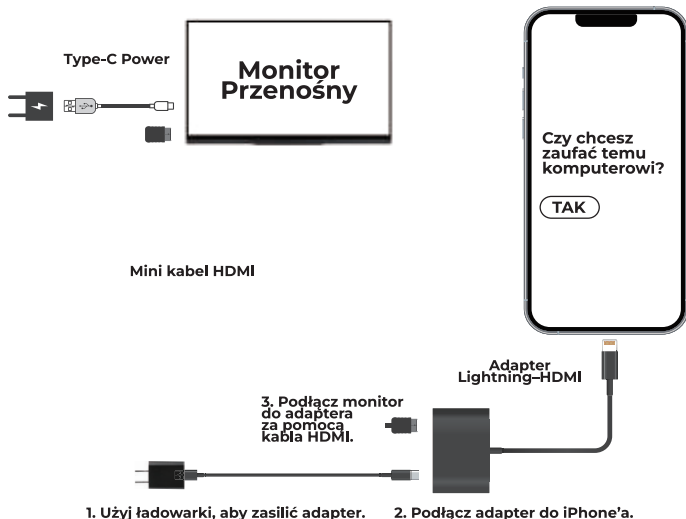 Type-C Power
Monitor
Przenośny
Czy chcesz
zaufać temu
komputerowi?
TAK
Mini kabel HDMI
Adapter
Lightning–HDMI
3. Podłącz monitor
do adaptera
za pomocą
kabla HDMI.
1. Użyj ładowarki, aby zasilić adapter.
2. Podłącz adapter do iPhone’a.